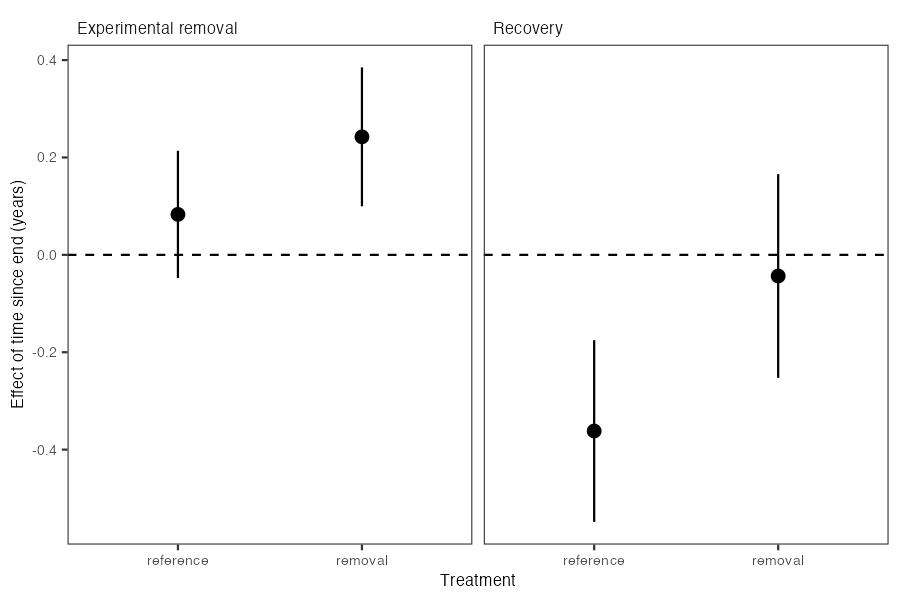 Experimental removal
Recovery
Effect of time since end (years)
0.4
0.2
0.0
-0.2
-0.4
reference
removal
reference
removal
Treatment